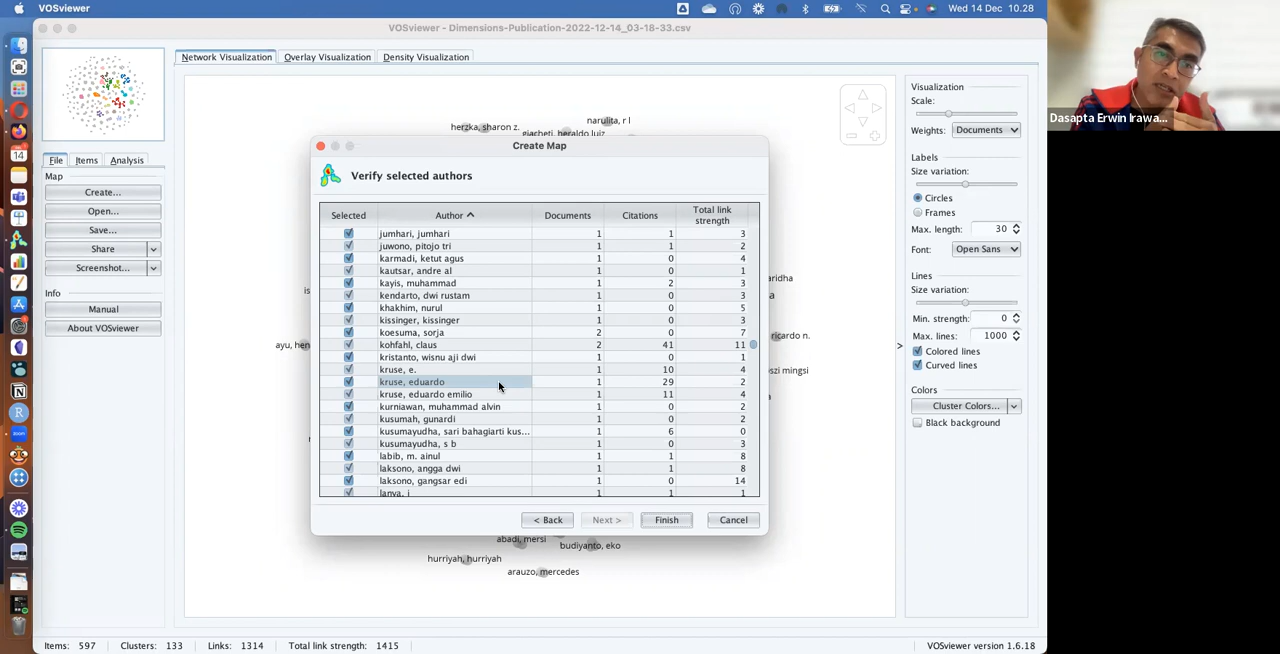 VOSviewer
Wed 14 Dec 10.28
VOSviewer - Dimensions-Publication-2022-12-14_03-18-33.csv
Network Visualization
Overlay Visualization
Density Visualization
File
Items
Analysis
Map
Create...
Open...
Save...
Share
Screenshot...
Info
Manual
About VOSviewer
herzka, sharon z.
narulita, r l
giacheti, heraldo luiz
ayu, hen
aridha
ricardo n.
oszi mingsi
abadi, mersi
budiyanto, eko
hurriyah, hurriyah
arauzo, mercedes
Create Map
Verify selected authors
Selected Author Documents Citations Total link strength
jumhari, jumhari 1 1 3
juwono, pitojo tri 1 1 2
karmadi, ketut agus 1 0 4
kautsar, andre al 1 0 1
kayis, muhammad 1 2 3
kendarto, dwi rustam 1 0 3
khakhim, nurul 1 0 5
kissinger, kissinger 1 0 3
koesuma, sorja 2 0 7
kohfahl, claus 2 41 11
kristanto, wisnu aji dwi 1 0 1
kruse, e. 1 10 4
kruse, eduardo 1 29 2
kruse, eduardo emilio 1 11 4
kurniawan, muhammad alvin 1 0 2
kusumah, gunardi 1 0 2
kusumayudha, sari bahagiarti kus... 1 6 0
kusumayudha, s b 1 0 3
labib, m. ainul 1 1 8
laksono, angga dwi 1 1 8
laksono, gangsar edi 1 0 14
lanya, i 1 1 1
< Back
Next >
Finish
Cancel
Visualization
Scale:
Weights: Documents
Labels
Size variation:
Circles
Frames
Max. length: 30
Font: Open Sans
Lines
Size variation:
Min. strength: 0
Max. lines: 1000
Colored lines
Curved lines
Colors
Cluster Colors...
Black background
>
Items: 597 Clusters: 133 Links: 1314 Total link strength: 1415
VOSviewer version 1.6.18
Dasapta Erwin Irawa...